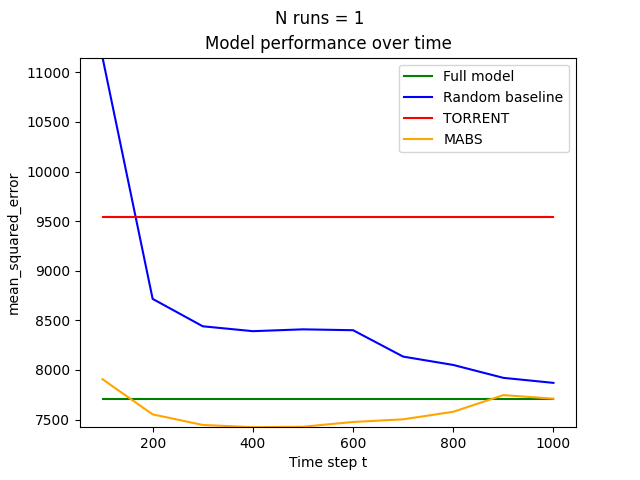 N runs = 1
Model performance over time
mean_squared_error
11000
10500
10000
9500
9000
8500
8000
7500
Full model
Random baseline
TORRENT
MABS
200
400
600
800
1000
Time step t